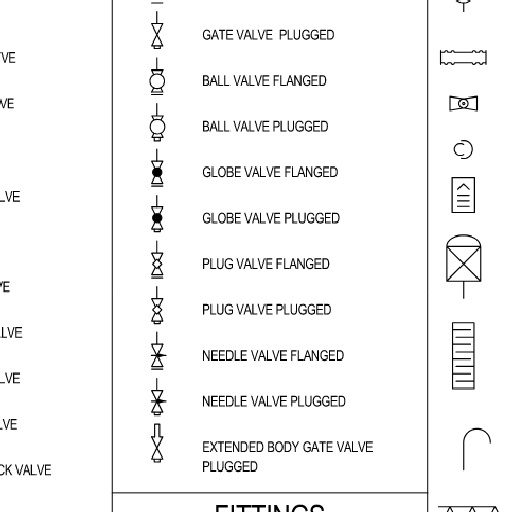 GATE VALVE PLUGGED
BALL VALVE FLANGED
BALL VALVE PLUGGED
GLOBE VALVE FLANGED
GLOBE VALVE PLUGGED
PLUG VALVE FLANGED
PLUG VALVE PLUGGED
NEEDLE VALVE FLANGED
NEEDLE VALVE PLUGGED
EXTENDED BODY GATE VALVE
PLUGGED
FITTINGS
VE
VE
LVE
LVE
LVE
LVE
CK VALVE